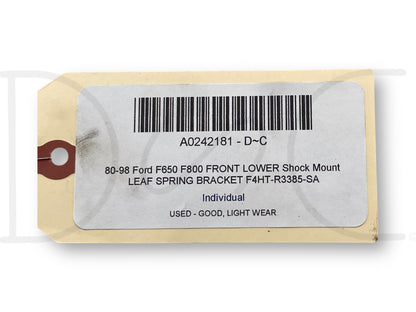 A0242181 - D~C
80-98 Ford F650 F800 FRONT LOWER Shock Mount
LEAF SPRING BRACKET F4HT-R3385-SA
Individual
USED - GOOD, LIGHT WEAR